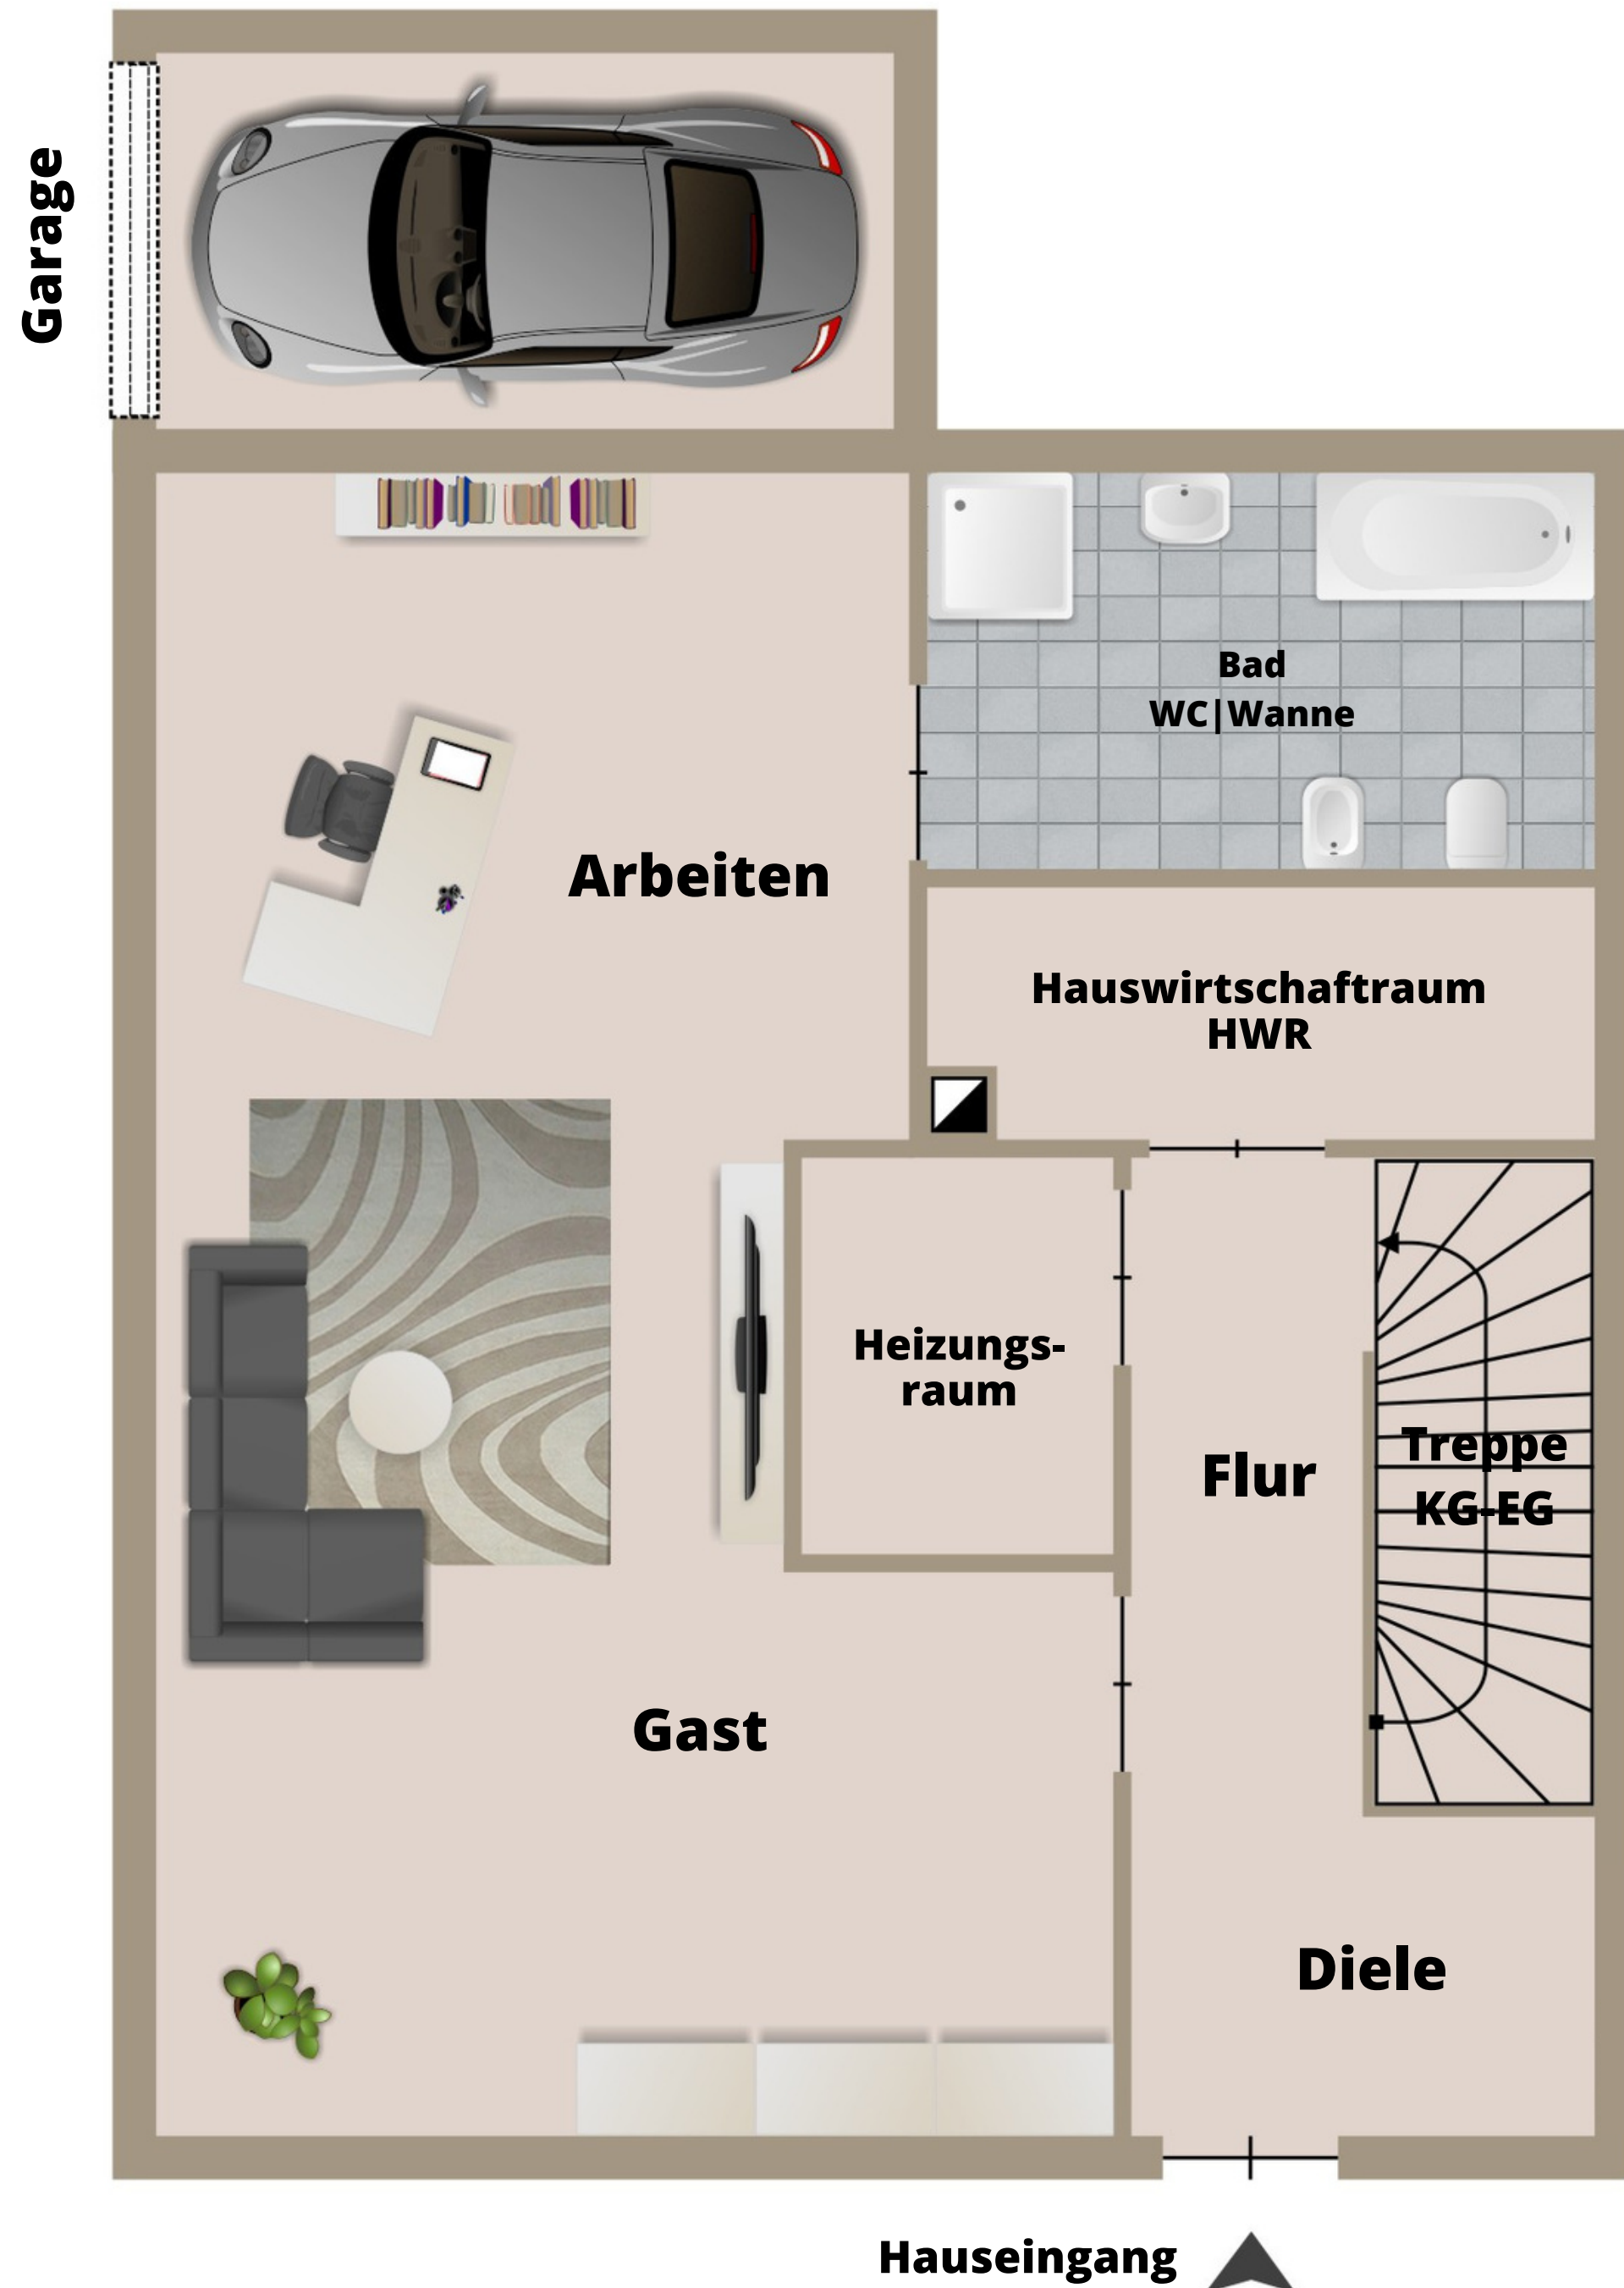 Garage
Bad
WC|Wanne
Arbeiten
Hauswirtschaftraum
HWR
Heizungs-
raum
Flur
Treppe
KG-EG
Gast
Diele
Hauseingang